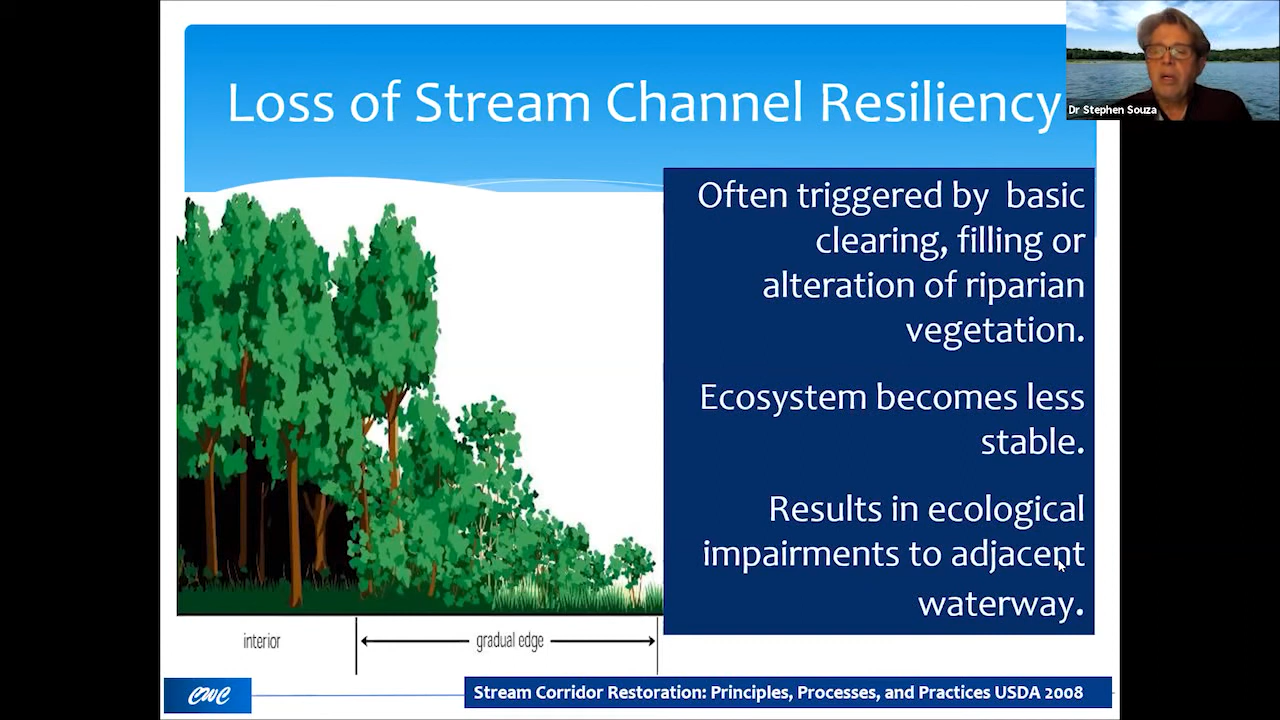 Loss of Stream Channel Resiliency
Dr Stephen Souza
Often triggered by basic
clearing, filling or
alteration of riparian
vegetation.
Ecosystem becomes less
stable.
Results in ecological
impairments to adjacent
waterway.
interior
gradual edge
CWC
Stream Corridor Restoration: Principles, Processes, and Practices USDA 2008